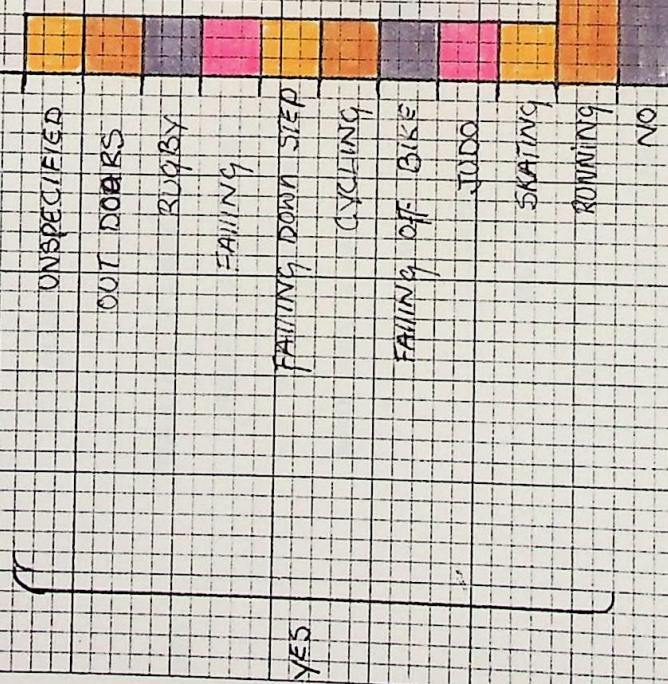 UNSPECIFIED
OUT DOORS
RUGBY
FALLING
FALLING DOWN STEP
CYCLING
FALLING OFF BIKE
JUDO
SKATING
RUNNING
NO
YES